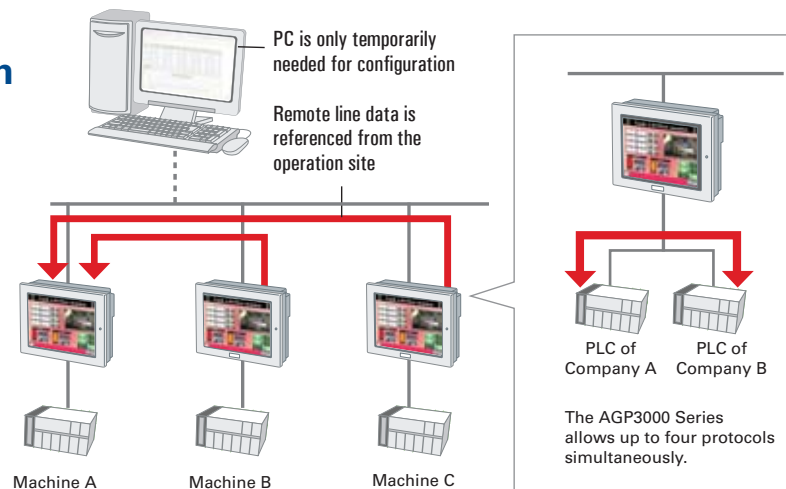 n
PC is only temporarily
needed for configuration
Remote line data is
referenced from the
operation site
Machine A
Machine B
Machine C
PLC of
Company A
PLC of
Company B
The AGP3000 Series
allows up to four protocols
simultaneously.